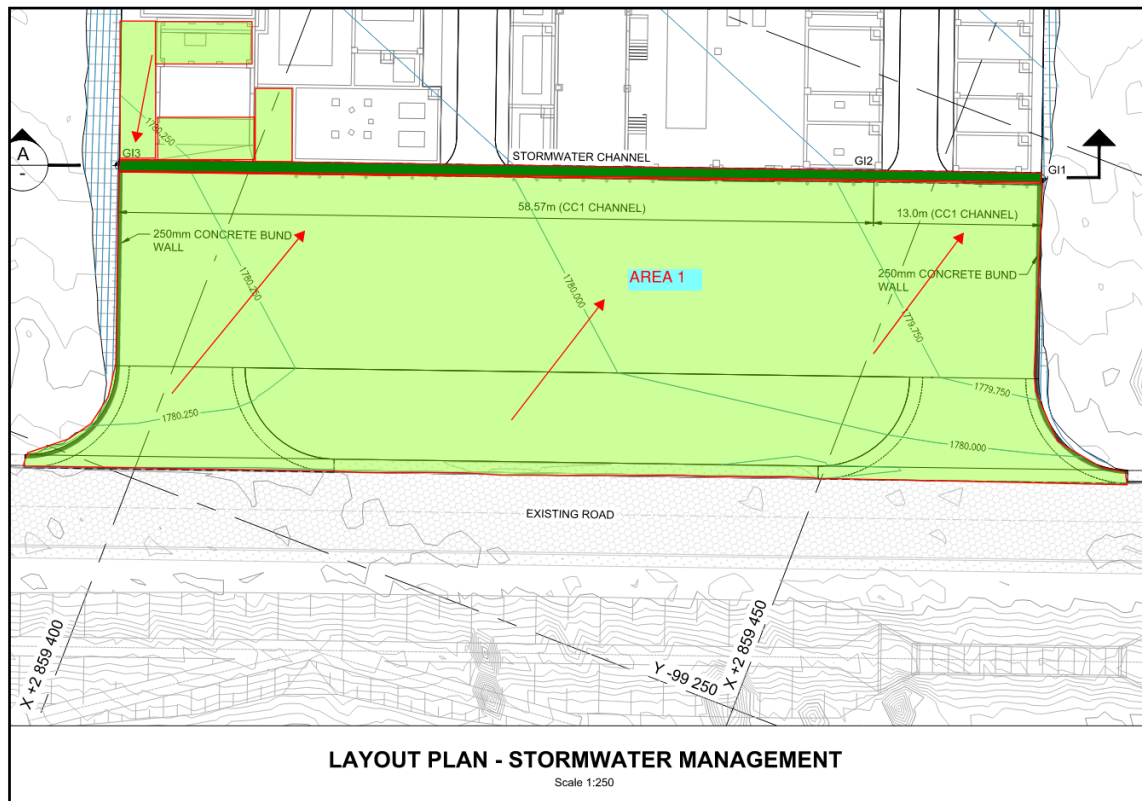 1780.250
GI3
A
-
STORMWATER CHANNEL
GI2
GI1
58,57m (CC1 CHANNEL)
13.0m (CC1 CHANNEL)
250mm CONCRETE BUND
WALL
1780.250
AREA 1
1780.000
250mm CONCRETE BUND
WALL
1779.750
1780.250
1779.750
1780.000
EXISTING ROAD
X +2 859 400
Y -99 250
X +2 859 450
LAYOUT PLAN - STORMWATER MANAGEMENT
Scale 1:250